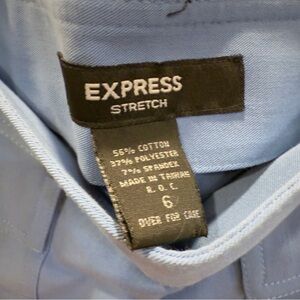 EXPRESS
STRETCH
56% COTTON
37% POLYESTER
7% SPANDEX
MADE IN TAIWAN
R.O.C.
6
OVER FOR CARE